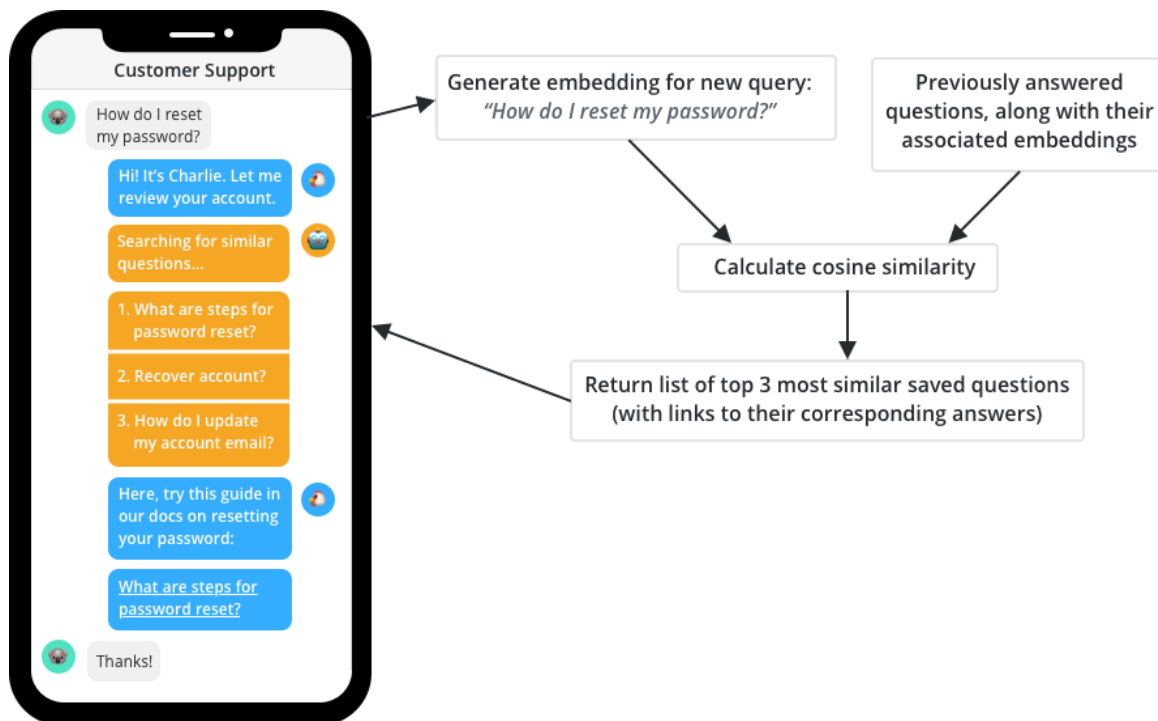 Customer Support
How do I reset
my password?
Hi! It’s Charlie. Let me
review your account.
Searching for similar
questions...
1. What are steps for
password reset?
2. Recover account?
3. How do I update
my account email?
Here, try this guide in
our docs on resetting
your password:
What are steps for
password reset?
Thanks!
Generate embedding for new query:
“How do I reset my password?”
Previously answered
questions, along with their
associated embeddings
Calculate cosine similarity
Return list of top 3 most similar saved questions
(with links to their corresponding answers)